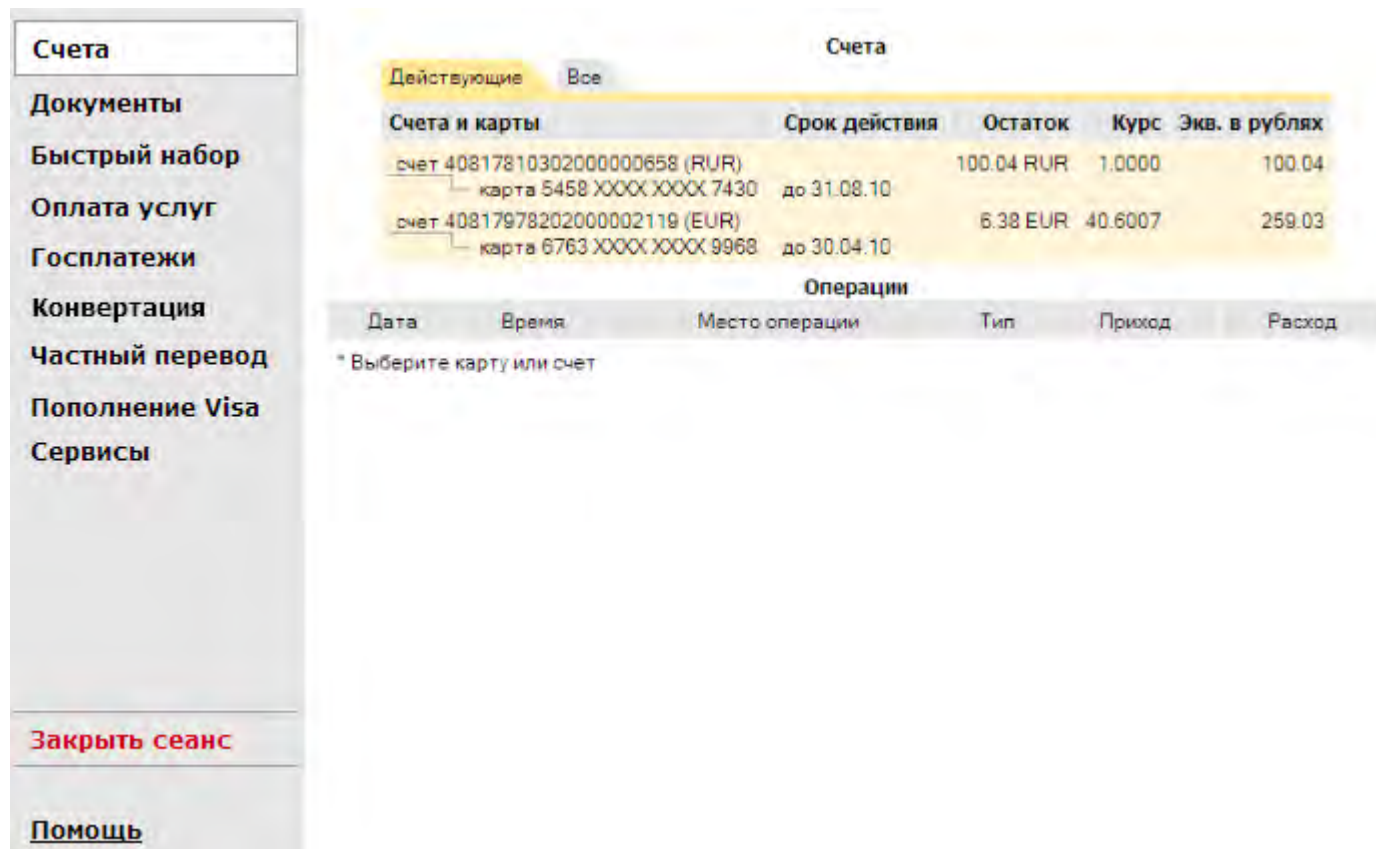 Счета
Документы
Быстрый набор
Оплата услуг
Госплатежи
Конвертация
Частный перевод
Пополнение Visa
Сервисы
Закрыть сеанс
Помощь
Счета
Действующие Все
Счета и карты Срок действия Остаток Курс Экв. в рублях
счет 40817810302000000658 (RUR) 100.04 RUR 1.0000 100.04
карта 5458 XXXX XXXX 7430 до 31.08.10
счет 40817978202000002119 (EUR) 6.38 EUR 40.6007 259.03
карта 6763 XXXX XXXX 9968 до 30.04.10
Операции
Дата Время Место операции Тип Приход Расход
* Выберите карту или счет